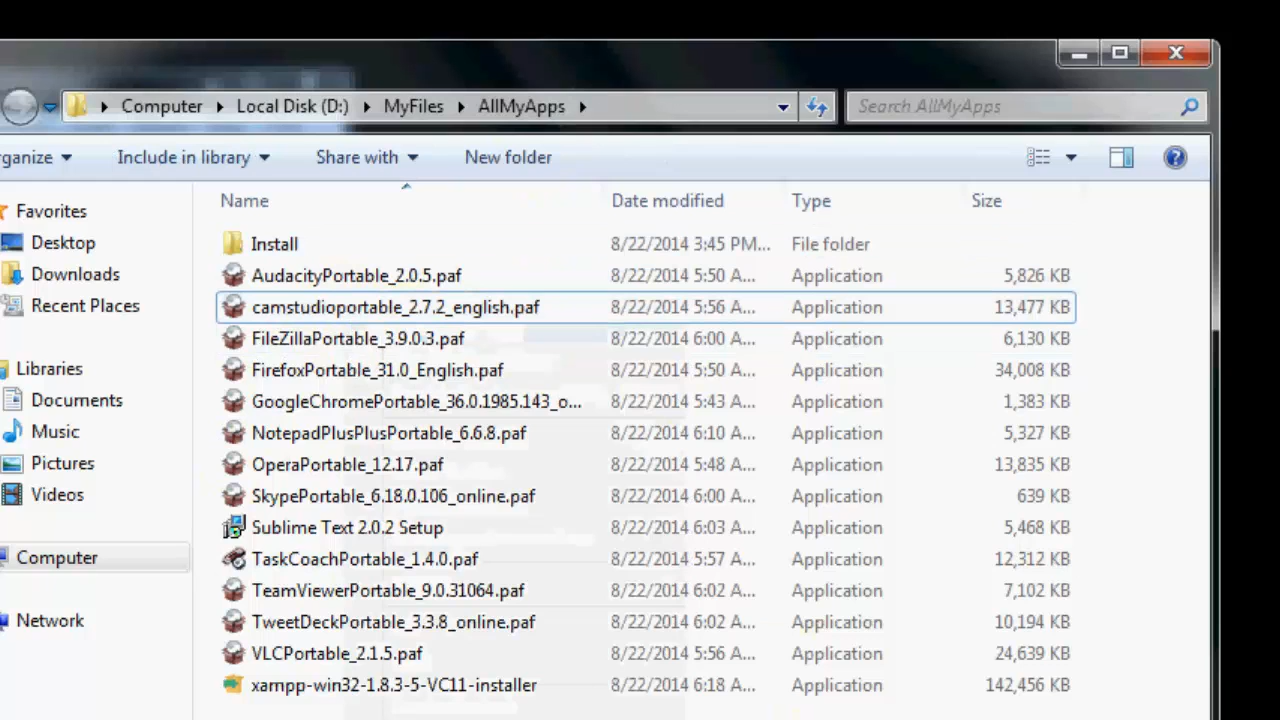 Computer Local Disk (D:) MyFiles AllMyApps Search AllMyApps
rganize Include in library Share with New folder
Name Date modified Type Size
Favorites
Desktop
Downloads
Recent Places
Libraries
Documents
Music
Pictures
Videos
Computer
Network
Install 8/22/2014 3:45 PM... File folder
AudacityPortable_2.0.5.paf 8/22/2014 5:50 A... Application 5,826 KB
camstudioportable_2.7.2_english.paf 8/22/2014 5:56 A... Application 13,477 KB
FileZillaPortable_3.9.0.3.paf 8/22/2014 6:00 A... Application 6,130 KB
FirefoxPortable_31.0_English.paf 8/22/2014 5:50 A... Application 34,008 KB
GoogleChromePortable_36.0.1985.143_o... 8/22/2014 5:43 A... Application 1,383 KB
NotepadPlusPlusPortable_6.6.8.paf 8/22/2014 6:10 A... Application 5,327 KB
OperaPortable_12.17.paf 8/22/2014 5:48 A... Application 13,835 KB
SkypePortable_6.18.0.106_online.paf 8/22/2014 6:00 A... Application 639 KB
Sublime Text 2.0.2 Setup 8/22/2014 6:03 A... Application 5,468 KB
TaskCoachPortable_1.4.0.paf 8/22/2014 5:57 A... Application 12,312 KB
TeamViewerPortable_9.0.31064.paf 8/22/2014 6:02 A... Application 7,102 KB
TweetDeckPortable_3.3.8_online.paf 8/22/2014 6:02 A... Application 10,194 KB
VLCPortable_2.1.5.paf 8/22/2014 5:56 A... Application 24,639 KB
xampp-win32-1.8.3-5-VC11-installer 8/22/2014 6:18 A... Application 142,456 KB